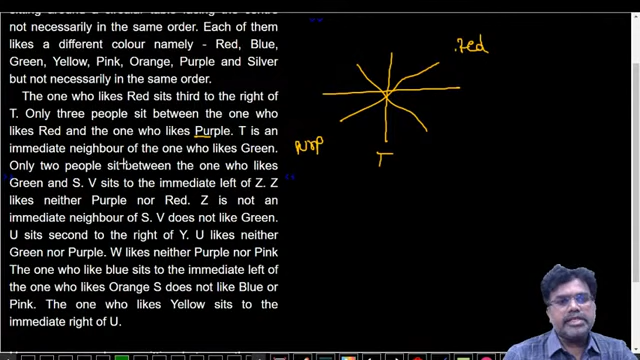 sitting around a circular table facing the centre
not necessarily in the same order. Each of them
likes a different colour namely - Red, Blue,
Green, Yellow, Pink, Orange, Purple and Silver
but not necessarily in the same order.
The one who likes Red sits third to the right of
T. Only three people sit between the one who
likes Red and the one who likes Purple. T is an
immediate neighbour of the one who likes Green.
Only two people sit between the one who likes
Green and S. V sits to the immediate left of Z. Z
likes neither Purple nor Red. Z is not an
immediate neighbour of S. V does not like Green.
U sits second to the right of Y. U likes neither
Green nor Purple. W likes neither Purple nor Pink
The one who like blue sits to the immediate left of
the one who likes Orange S does not like Blue or
Pink. The one who likes Yellow sits to the
immediate right of U.
Red
purp
T